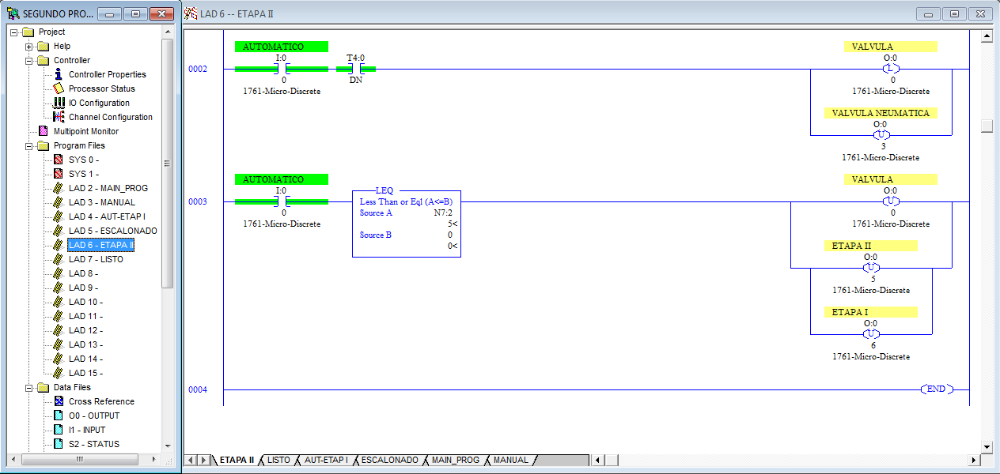 SEGUNDO PRO...
Project
Help
Controller
Controller Properties
Processor Status
IO Configuration
Channel Configuration
Multipoint Monitor
Program Files
SYS 0 -
SYS 1 -
LAD 2 - MAIN_PROG
LAD 3 - MANUAL
LAD 4 - AUT-ETAP I
LAD 5 - ESCALONADO
LAD 6 - ETAPA II
LAD 7 - LISTO
LAD 8 -
LAD 9 -
LAD 10 -
LAD 11 -
LAD 12 -
LAD 13 -
LAD 14 -
LAD 15 -
Data Files
Cross Reference
O0 - OUTPUT
I1 - INPUT
S2 - STATUS
LAD 6 -- ETAPA II
AUTOMATICO VALVULA
I:0 T4:0 O:0
0002 L
0 DN 0
1761-Micro-Discrete 1761-Micro-Discrete
VALVULA NEUMATICA
O:0
U
3
1761-Micro-Discrete
AUTOMATICO VALVULA
I:0 LEQ O:0
0003 Less Than or Eql (A<=B) U
0 Source A N7:2 0
1761-Micro-Discrete 5< 1761-Micro-Discrete
Source B 0
0<
ETAPA II
O:0
U
5
1761-Micro-Discrete
ETAPA I
O:0
U
6
1761-Micro-Discrete
0004 END
ETAPA II LISTO AUT-ETAP I ESCALONADO MAIN_PROG MANUAL